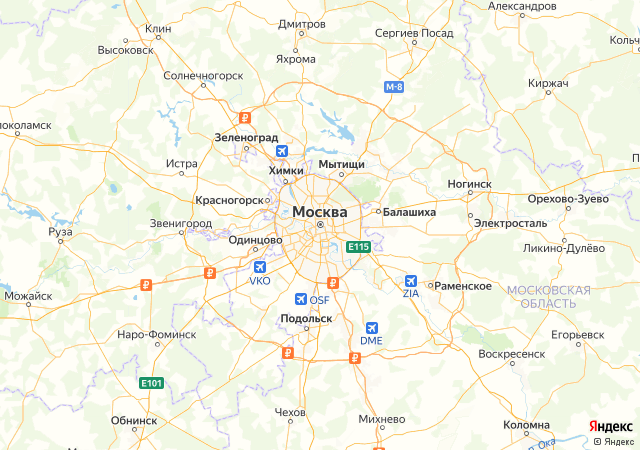 Александров
Дмитров
Клин
Сергиев Посад
Высоковск
Яхрома
Солнечногорск
М-8
Киржач
Зеленоград
Истра
Химки
Мытищи
Ногинск
Красногорск
Москва
Балашиха
Орехово-Зуево
Звенигород
Электросталь
Руза
Одинцово
E115
Ликино-Дулёво
VKO
ZIA
Раменское
МОСКОВСКАЯ
ОБЛАСТЬ
Можайск
OSF
Подольск
Наро-Фоминск
DME
Егорьевск
Воскресенск
E101
Обнинск
Чехов
Михнево
Коломна
Яндекс
Ока
© Яндекс